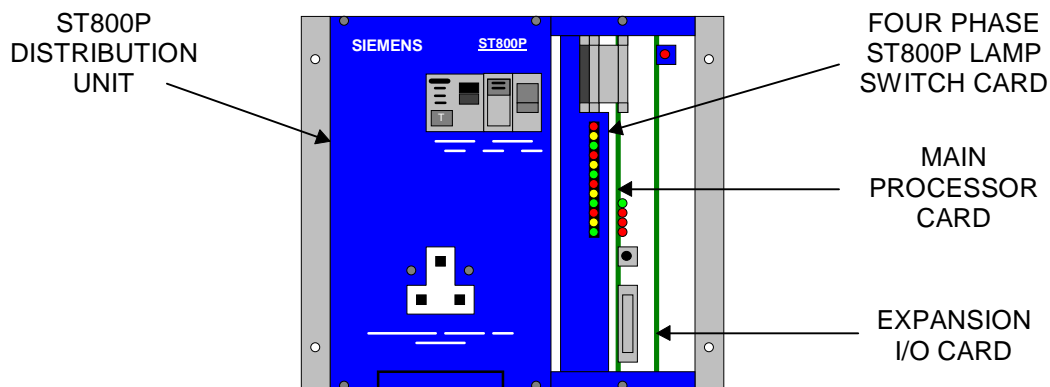 ST800P
DISTRIBUTION
UNIT
SIEMENS
ST800P
T
FOUR PHASE
ST800P LAMP
SWITCH CARD
MAIN
PROCESSOR
CARD
EXPANSION
I/O CARD